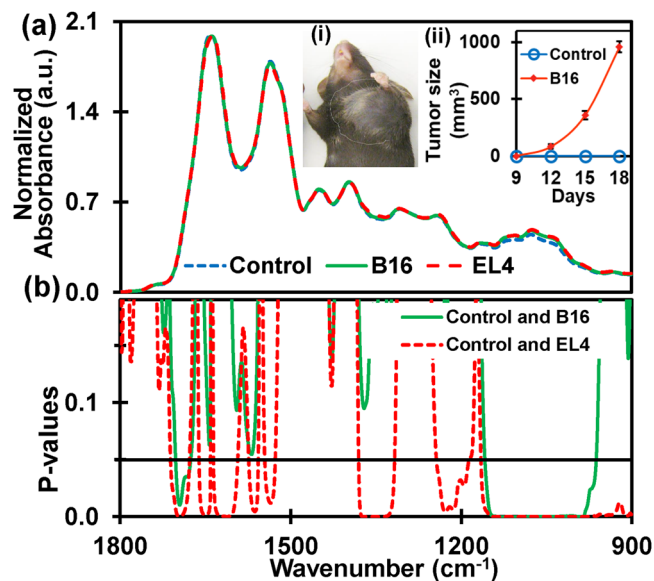 (a)
2.1
1.4
0.7
0.0
Normalized
Absorbance (a.u.)
(i)
(ii)
Tumor size
(mm³)
1000
500
0
Control
B16
9 12 15 18
Days
Control B16 EL4
(b)
0.1
0.0
P-values
Control and B16
Control and EL4
1800 1500 1200 900
Wavenumber (cm⁻¹)